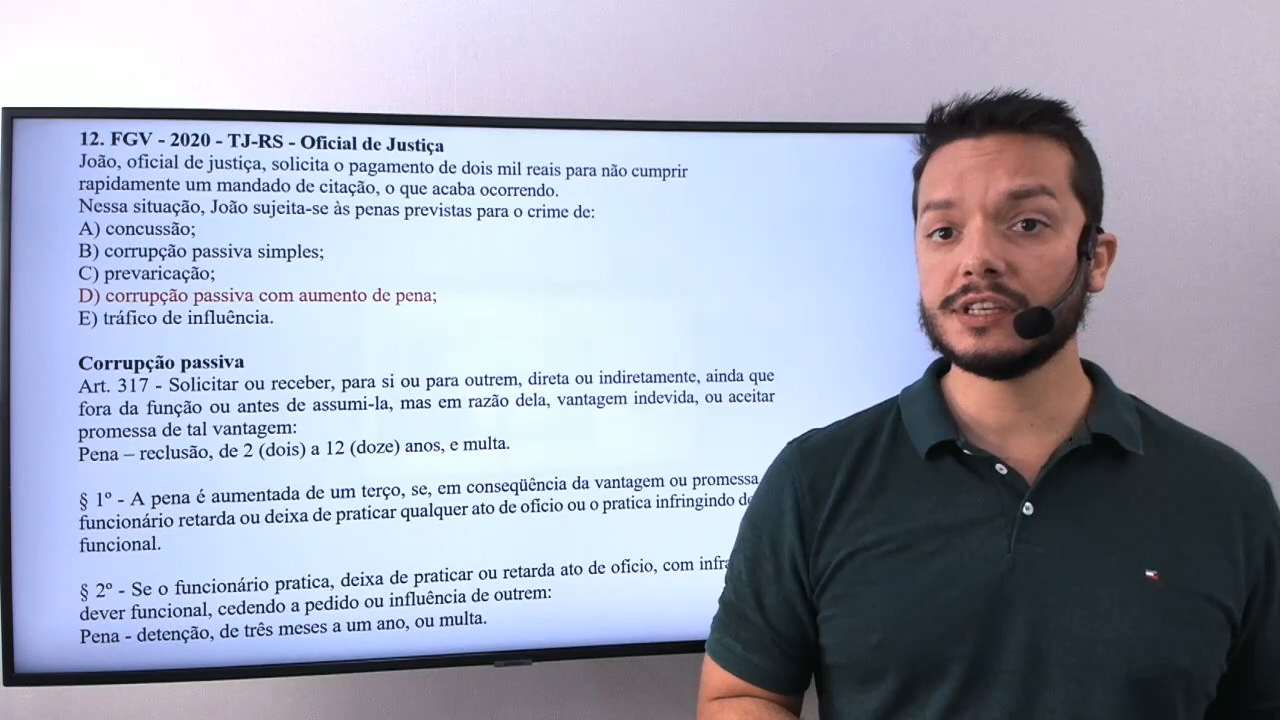 12. FGV - 2020 - TJ-RS - Oficial de Justiça
João, oficial de justiça, solicita o pagamento de dois mil reais para não cumprir
rapidamente um mandado de citação, o que acaba ocorrendo.
Nessa situação, João sujeita-se às penas previstas para o crime de:
A) concussão;
B) corrupção passiva simples;
C) prevaricação;
D) corrupção passiva com aumento de pena;
E) tráfico de influência.
Corrupção passiva
Art. 317 - Solicitar ou receber, para si ou para outrem, direta ou indiretamente, ainda que
fora da função ou antes de assumi-la, mas em razão dela, vantagem indevida, ou aceitar
promessa de tal vantagem:
Pena – reclusão, de 2 (dois) a 12 (doze) anos, e multa.
§ 1º - A pena é aumentada de um terço, se, em conseqüência da vantagem ou promessa
funcionário retarda ou deixa de praticar qualquer ato de ofício ou o pratica infringindo
funcional.
§ 2º - Se o funcionário pratica, deixa de praticar ou retarda ato de ofício, com
dever funcional, cedendo a pedido ou influência de outrem:
Pena - detenção, de três meses a um ano, ou multa.